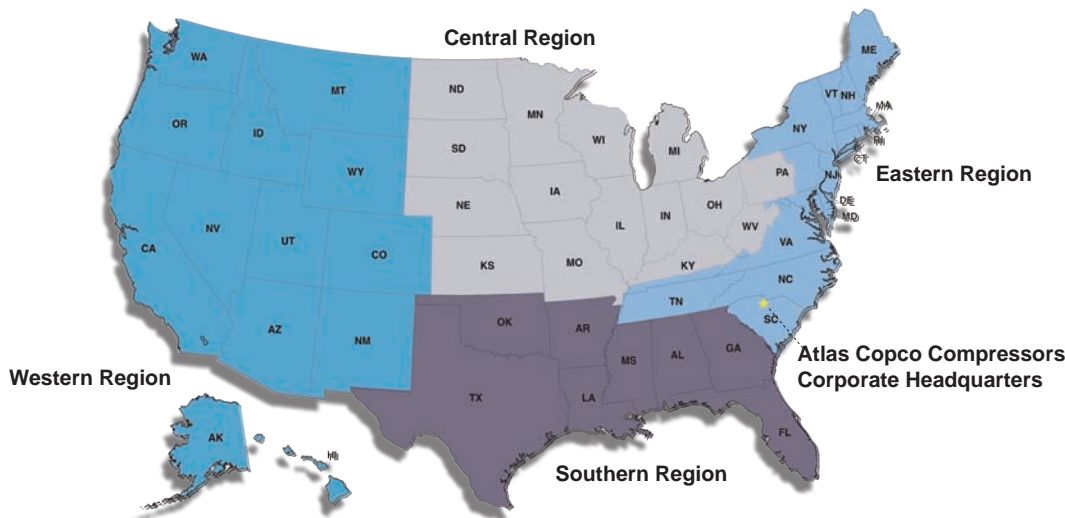 Central Region
WA
MT
ND
MN
ME
VT NH
OR
ID
SD
WI
MI
NY
MA
RI
CT
WY
Eastern Region
NE
IA
PA
NJ
DE
MD
NV
UT
CO
IL
IN
OH
WV
VA
CA
KS
MO
KY
NC
TN
AZ
NM
OK
AR
SC
MS
AL
GA
Atlas Copco Compressors
Corporate Headquarters
Western Region
TX
LA
FL
AK
HI
Southern Region